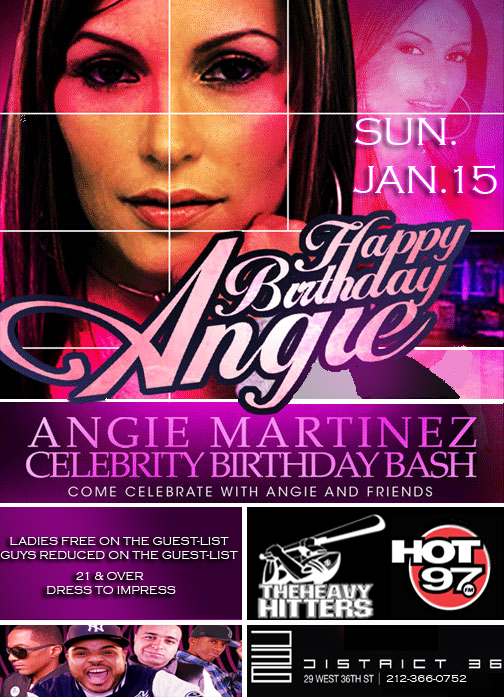 SUN.
JAN.15
Happy
Birthday
Angie
ANGIE MARTINEZ
CELEBRITY BIRTHDAY BASH
COME CELEBRATE WITH ANGIE AND FRIENDS
LADIES FREE ON THE GUEST-LIST
GUYS REDUCED ON THE GUEST-LIST
21 & OVER
DRESS TO IMPRESS
THEHEAVY
HITTERS
HOT
97 FM
DISTRICT 36
29 WEST 36TH ST | 212-366-0752